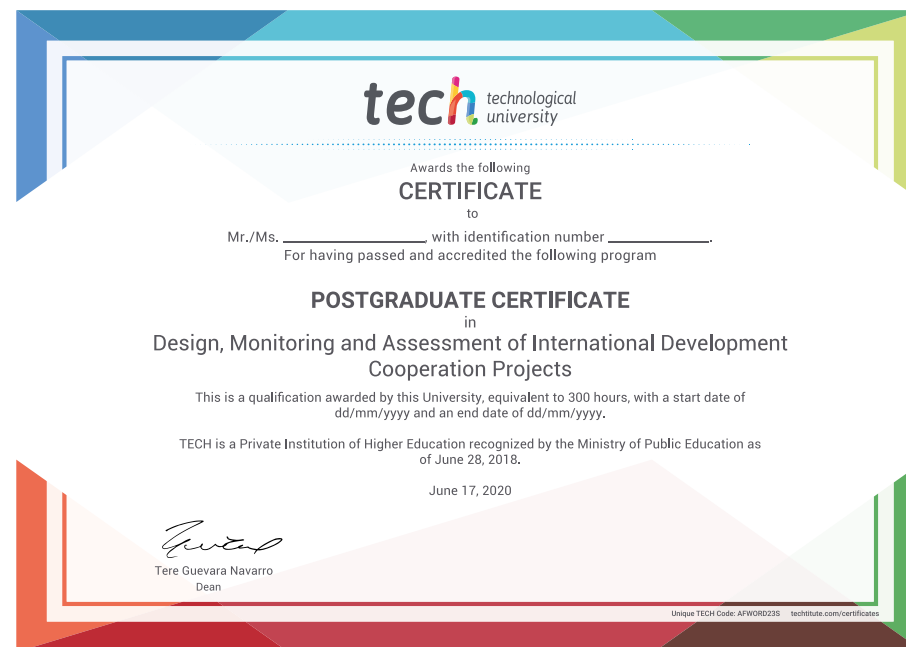 tech technological
university
Awards the following
CERTIFICATE
to
Mr./Ms. ________________, with identification number ____________.
For having passed and accredited the following program
POSTGRADUATE CERTIFICATE
in
Design, Monitoring and Assessment of International Development
Cooperation Projects
This is a qualification awarded by this University, equivalent to 300 hours, with a start date of
dd/mm/yyyy and an end date of dd/mm/yyyy.
TECH is a Private Institution of Higher Education recognized by the Ministry of Public Education as
of June 28, 2018.
June 17, 2020
Tere Guevara Navarro
Dean
Unique TECH Code: AFWORD23S techtitute.com/certificates